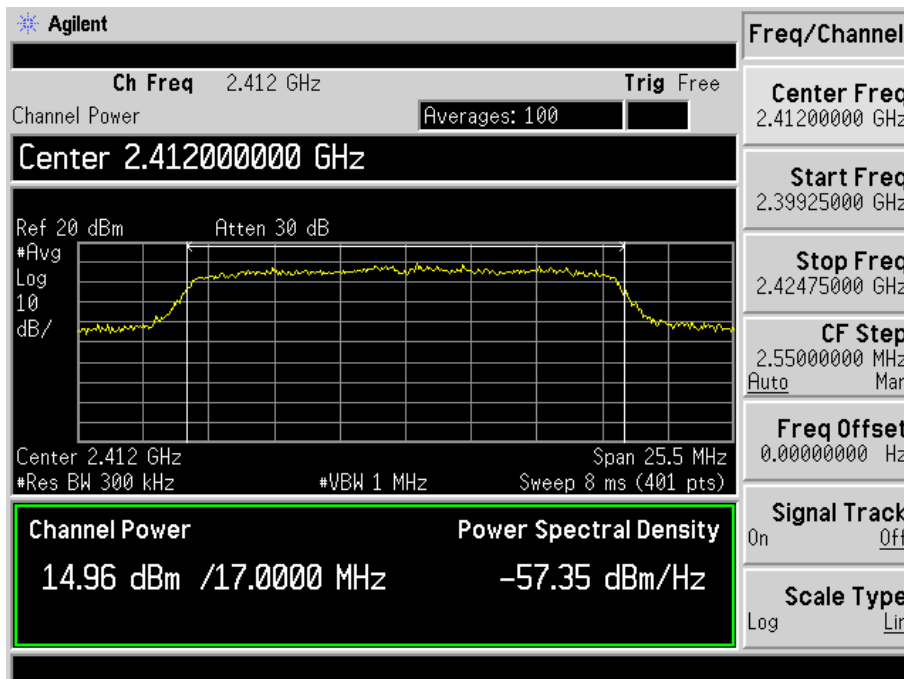 Agilent
Freq/Channel
Ch Freq 2.412 GHz Trig Free
Channel Power Averages: 100
Center 2.412000000 GHz
Ref 20 dBm Atten 30 dB
#Avg
Log
10
dB/
Center 2.412 GHz Span 25.5 MHz
#Res BW 300 kHz #VBW 1 MHz Sweep 8 ms (401 pts)
Channel Power Power Spectral Density
14.96 dBm /17.0000 MHz -57.35 dBm/Hz
Center Freq
2.41200000 GHz
Start Freq
2.39925000 GHz
Stop Freq
2.42475000 GHz
CF Step
2.55000000 MHz
Auto Man
Freq Offset
0.00000000 Hz
Signal Track
On Off
Scale Type
Log Lin